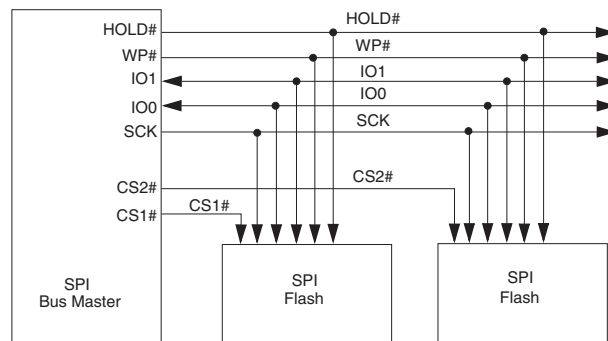 HOLD#
HOLD#
WP#
WP#
IO1
IO1
IO0
IO0
SCK
SCK
CS2#
CS2#
CS1#
CS1#
SPI
Bus Master
SPI
Flash
SPI
Flash